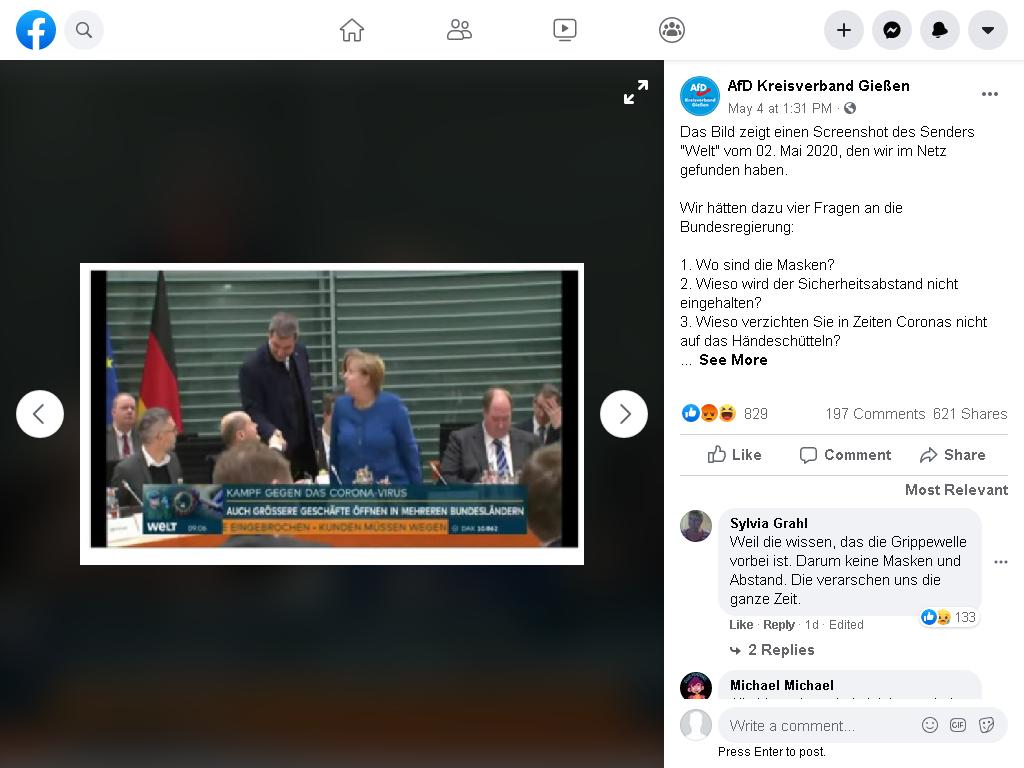 AfD Kreisverband Gießen
May 4 at 1:31 PM ·
Das Bild zeigt einen Screenshot des Senders
"Welt" vom 02. Mai 2020, den wir im Netz
gefunden haben.
Wir hätten dazu vier Fragen an die
Bundesregierung:
1. Wo sind die Masken?
2. Wieso wird der Sicherheitsabstand nicht
eingehalten?
3. Wieso verzichten Sie in Zeiten Coronas nicht
auf das Händeschütteln?
... See More
829
197 Comments 621 Shares
Like Comment Share
Most Relevant
Sylvia Grahl
Weil die wissen, das die Grippewelle
vorbei ist. Darum keine Masken und
Abstand. Die verarschen uns die
ganze Zeit.
133
Like · Reply · 1d · Edited
2 Replies
Michael Michael
Write a comment...
GIF
Press Enter to post.
AfD
Kreisverband
Gießen
KAMPF GEGEN DAS CORONA-VIRUS
AUCH GRÖSSERE GESCHÄFTE ÖFFNEN IN MEHREREN BUNDESLÄNDERN
WELT 09:06 E EINGEBROCHEN - KUNDEN MÜSSEN WEGEN DAX 10.862